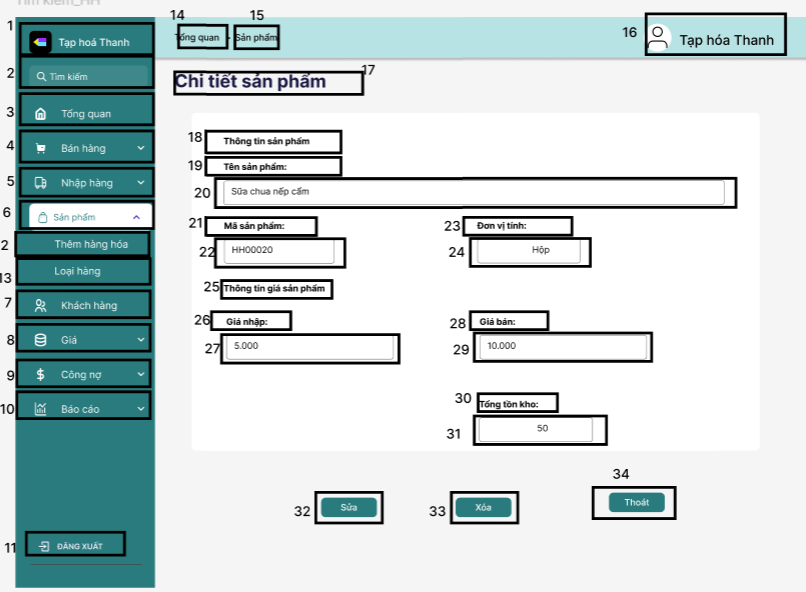 Tìm kiếm_HH
1
Tạp hoá Thanh
14
Tổng quan
15
Sản phẩm
16
Tạp hóa Thanh
2
Tìm kiếm
3
Tổng quan
4
Bán hàng
5
Nhập hàng
6
Sản phẩm
2
Thêm hàng hóa
13
Loại hàng
7
Khách hàng
8
Giá
9
Công nợ
10
Báo cáo
11
ĐĂNG XUẤT
17
Chi tiết sản phẩm
18
Thông tin sản phẩm
19
Tên sản phẩm:
20
Sữa chua nếp cẩm
21
Mã sản phẩm:
23
Đơn vị tính:
22
HH00020
24
Hộp
25
Thông tin giá sản phẩm
26
Giá nhập:
28
Giá bán:
27
5.000
29
10.000
30
Tổng tồn kho:
31
50
32
Sửa
33
Xóa
34
Thoát